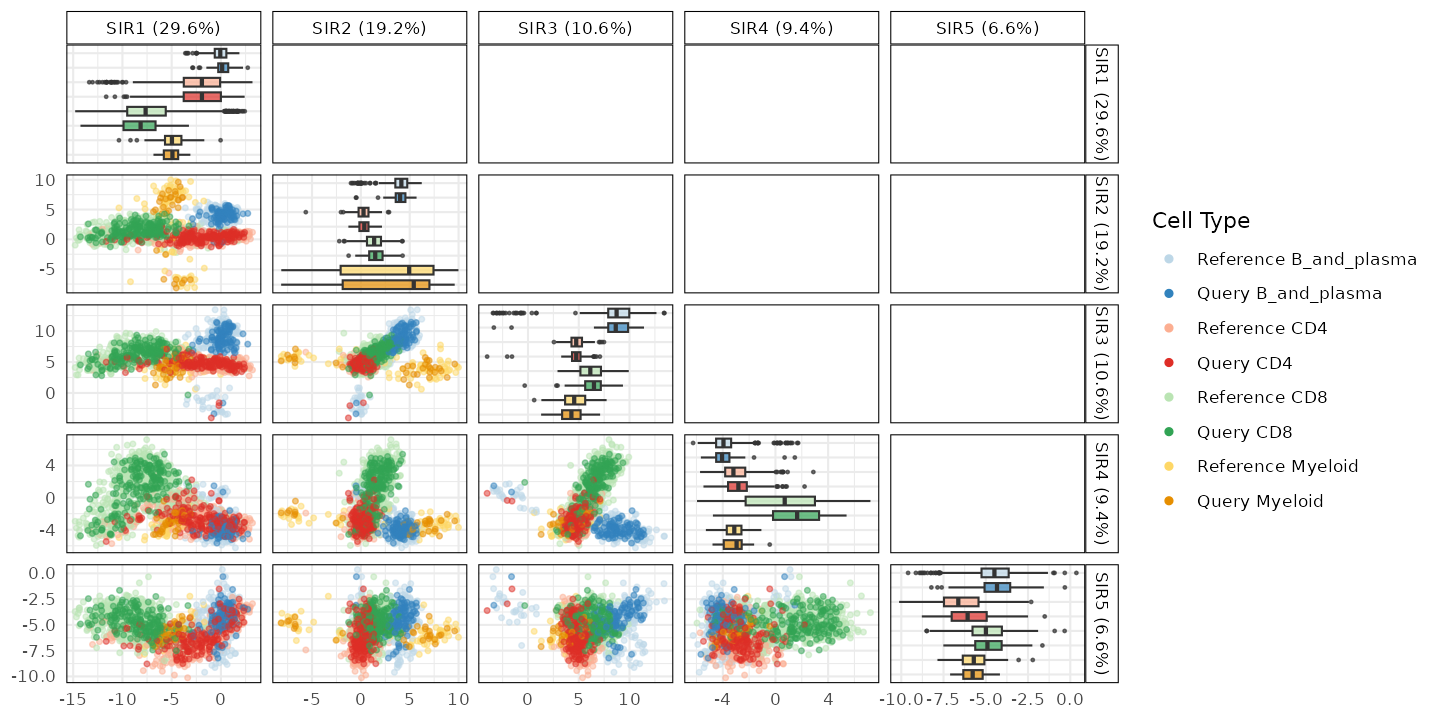 SIR1 (29.6%) SIR2 (19.2%) SIR3 (10.6%) SIR4 (9.4%) SIR5 (6.6%)
SIR1 (29.6%)
10
5
0
-5
SIR2 (19.2%)
10
5
0
SIR3 (10.6%)
4
0
-4
SIR4 (9.4%)
0.0
-2.5
-5.0
-7.5
-10.0
SIR5 (6.6%)
-15 -10 -5 0 -5 0 5 10 0 5 10 -4 0 4 -10.0 -7.5 -5.0 -2.5 0.0
Cell Type
Reference B_and_plasma
Query B_and_plasma
Reference CD4
Query CD4
Reference CD8
Query CD8
Reference Myeloid
Query Myeloid